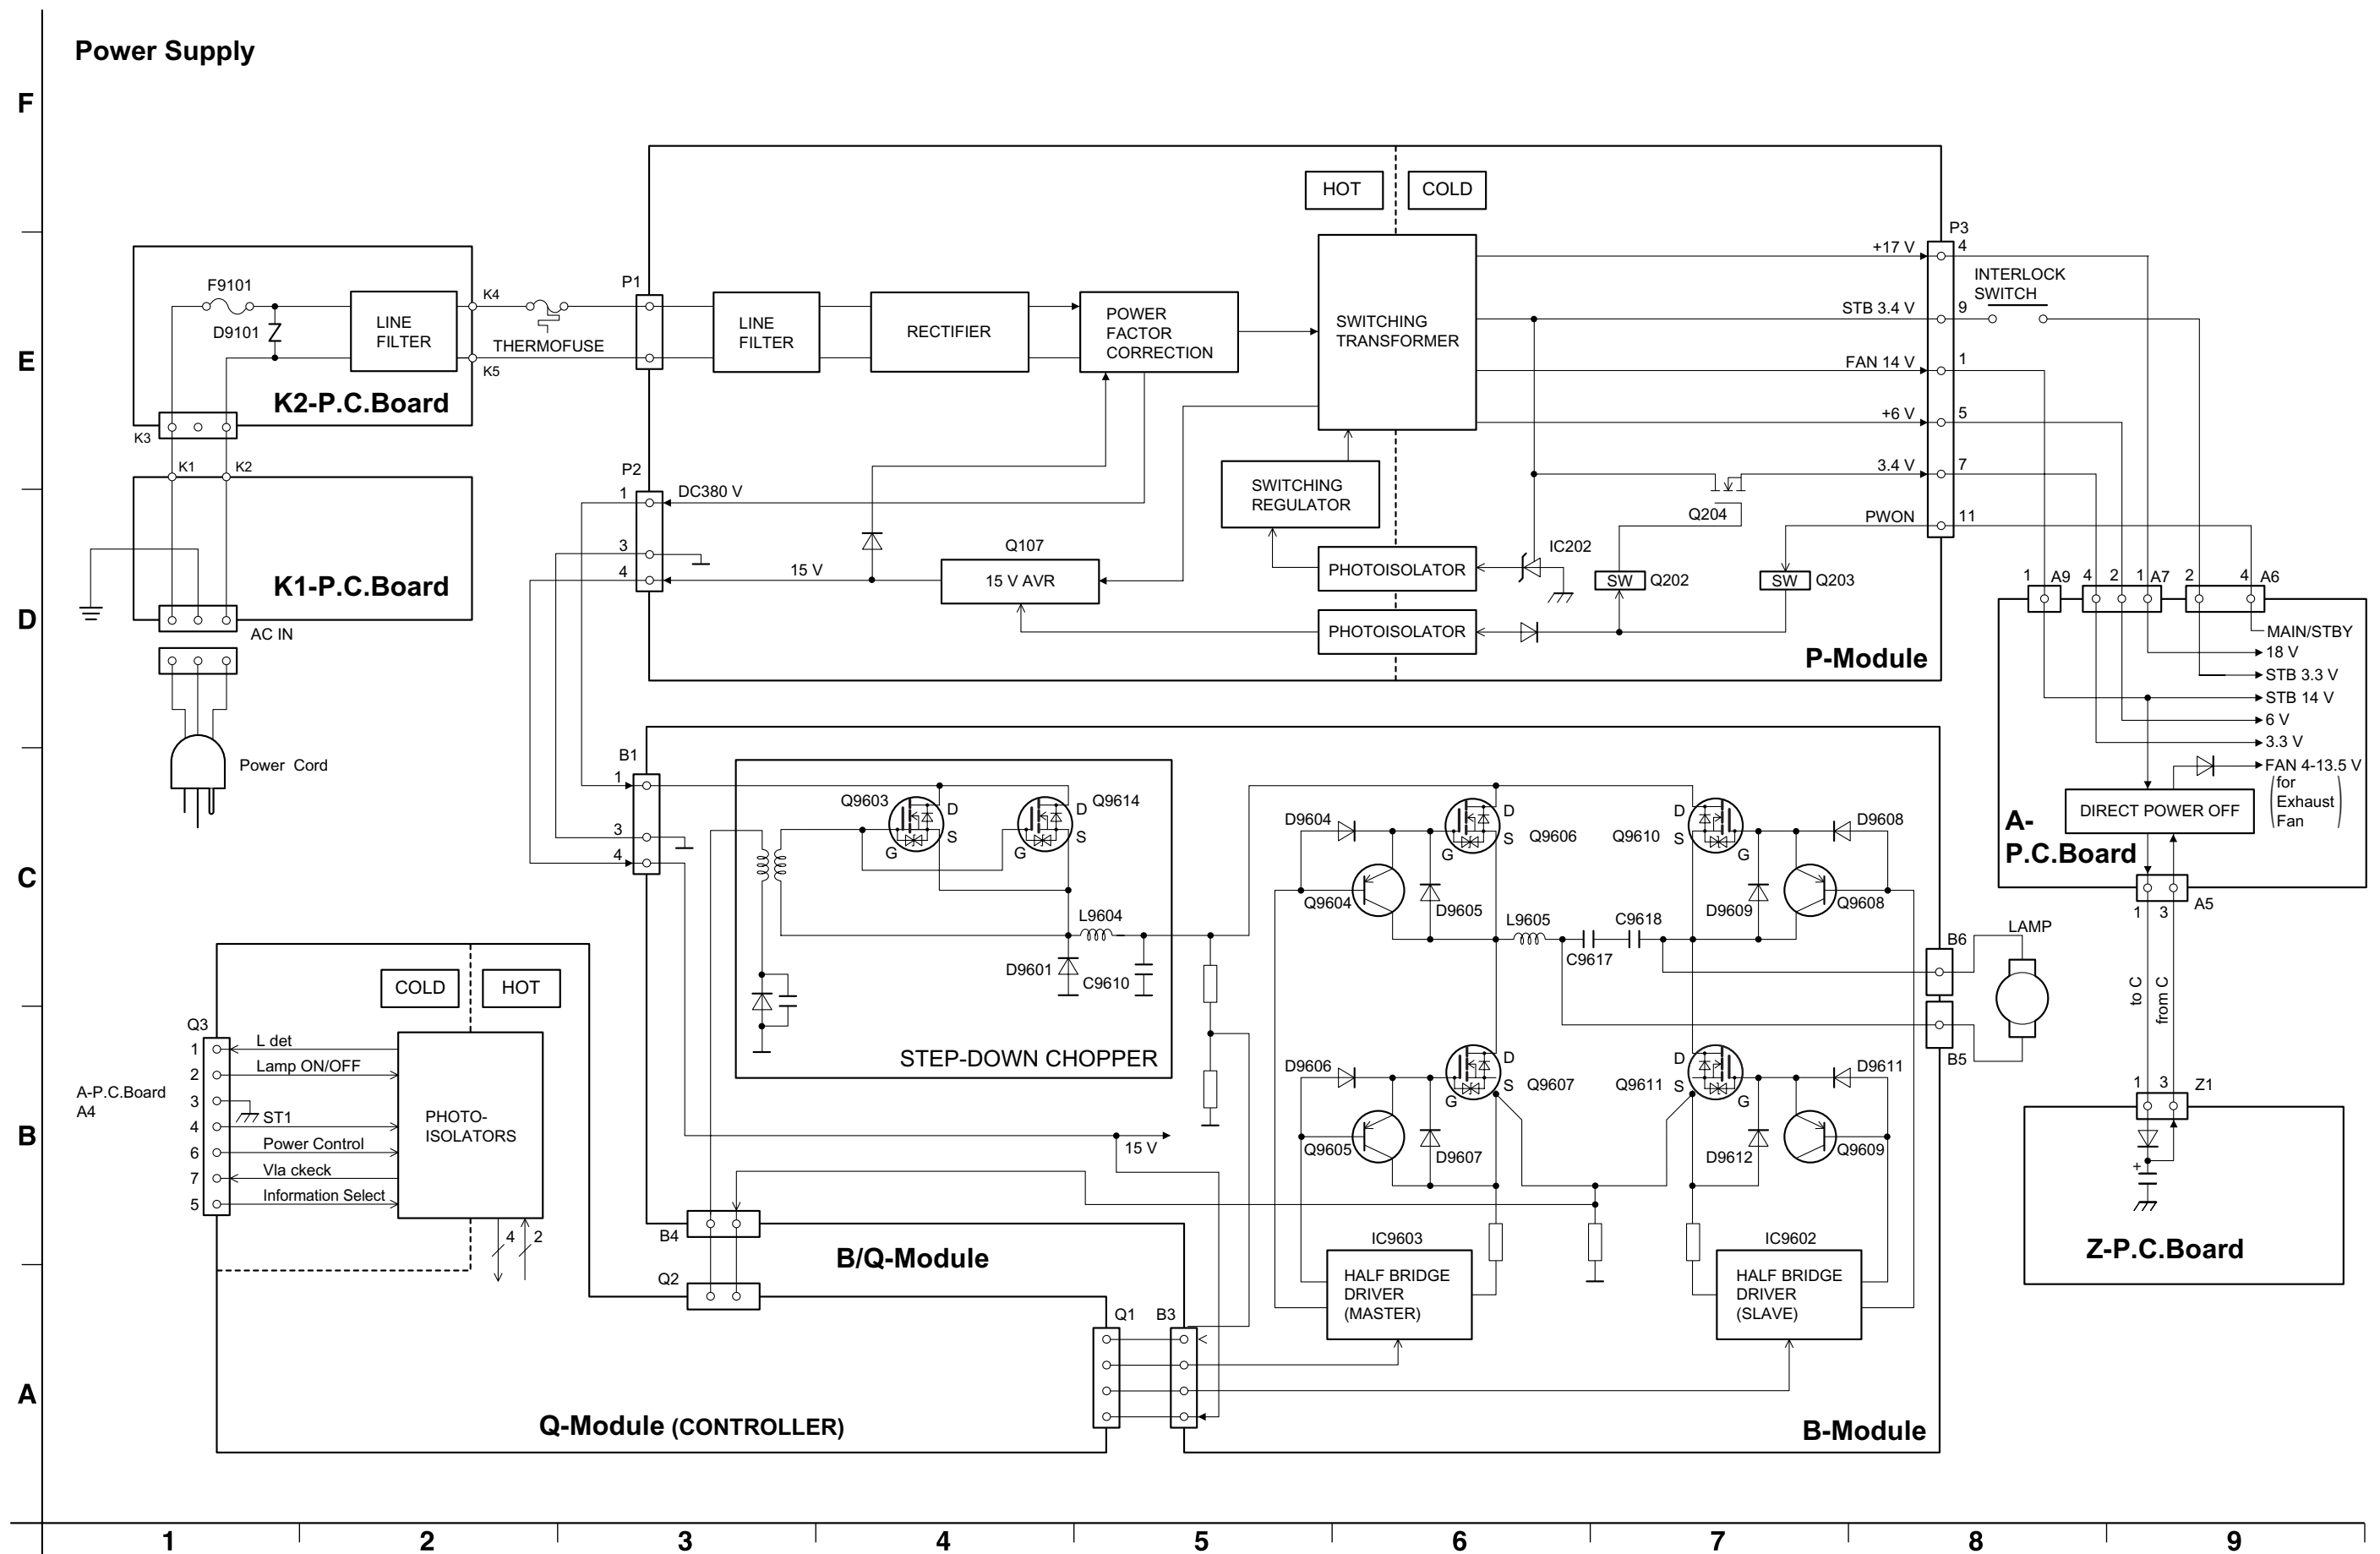 Power Supply
F
E
D
C
B
A
HOT
COLD
F9101
D9101
LINE
FILTER
K4
K5
THERMOFUSE
K2-P.C.Board
K3
K1
K2
K1-P.C.Board
AC IN
Power Cord
P1
LINE
FILTER
RECTIFIER
POWER
FACTOR
CORRECTION
SWITCHING
TRANSFORMER
+17 V
STB 3.4 V
FAN 14 V
+6 V
3.4 V
PWON
P3
4
9
1
5
7
11
INTERLOCK
SWITCH
P2
1
3
4
DC380 V
15 V
Q107
15 V AVR
SWITCHING
REGULATOR
PHOTOISOLATOR
PHOTOISOLATOR
IC202
Q204
SW
Q202
SW
Q203
P-Module
1
A9
4
2
1
A7
2
4
A6
MAIN/STBY
18 V
STB 3.3 V
STB 14 V
6 V
3.3 V
FAN 4-13.5 V
for
Exhaust
Fan
DIRECT POWER OFF
A-
P.C.Board
1
3
A5
to C
from C
1
3
Z1
+
Z-P.C.Board
B1
1
3
4
Q9603
D
S
G
Q9614
D
S
G
L9604
D9601
C9610
STEP-DOWN CHOPPER
D9604
Q9604
D9605
D
S
G
Q9606
Q9610
D
S
G
D9608
D9609
Q9608
L9605
C9618
C9617
B6
B5
LAMP
D9606
Q9605
D9607
D
S
G
Q9607
Q9611
D
S
G
D9611
D9612
Q9609
15 V
IC9603
HALF BRIDGE
DRIVER
(MASTER)
IC9602
HALF BRIDGE
DRIVER
(SLAVE)
B-Module
COLD
HOT
Q3
A-P.C.Board
A4
1
2
3
4
6
7
5
L det
Lamp ON/OFF
ST1
Power Control
Vla ckeck
Information Select
PHOTO-
ISOLATORS
4
2
B4
B/Q-Module
Q2
Q1
B3
Q-Module (CONTROLLER)
1
2
3
4
5
6
7
8
9